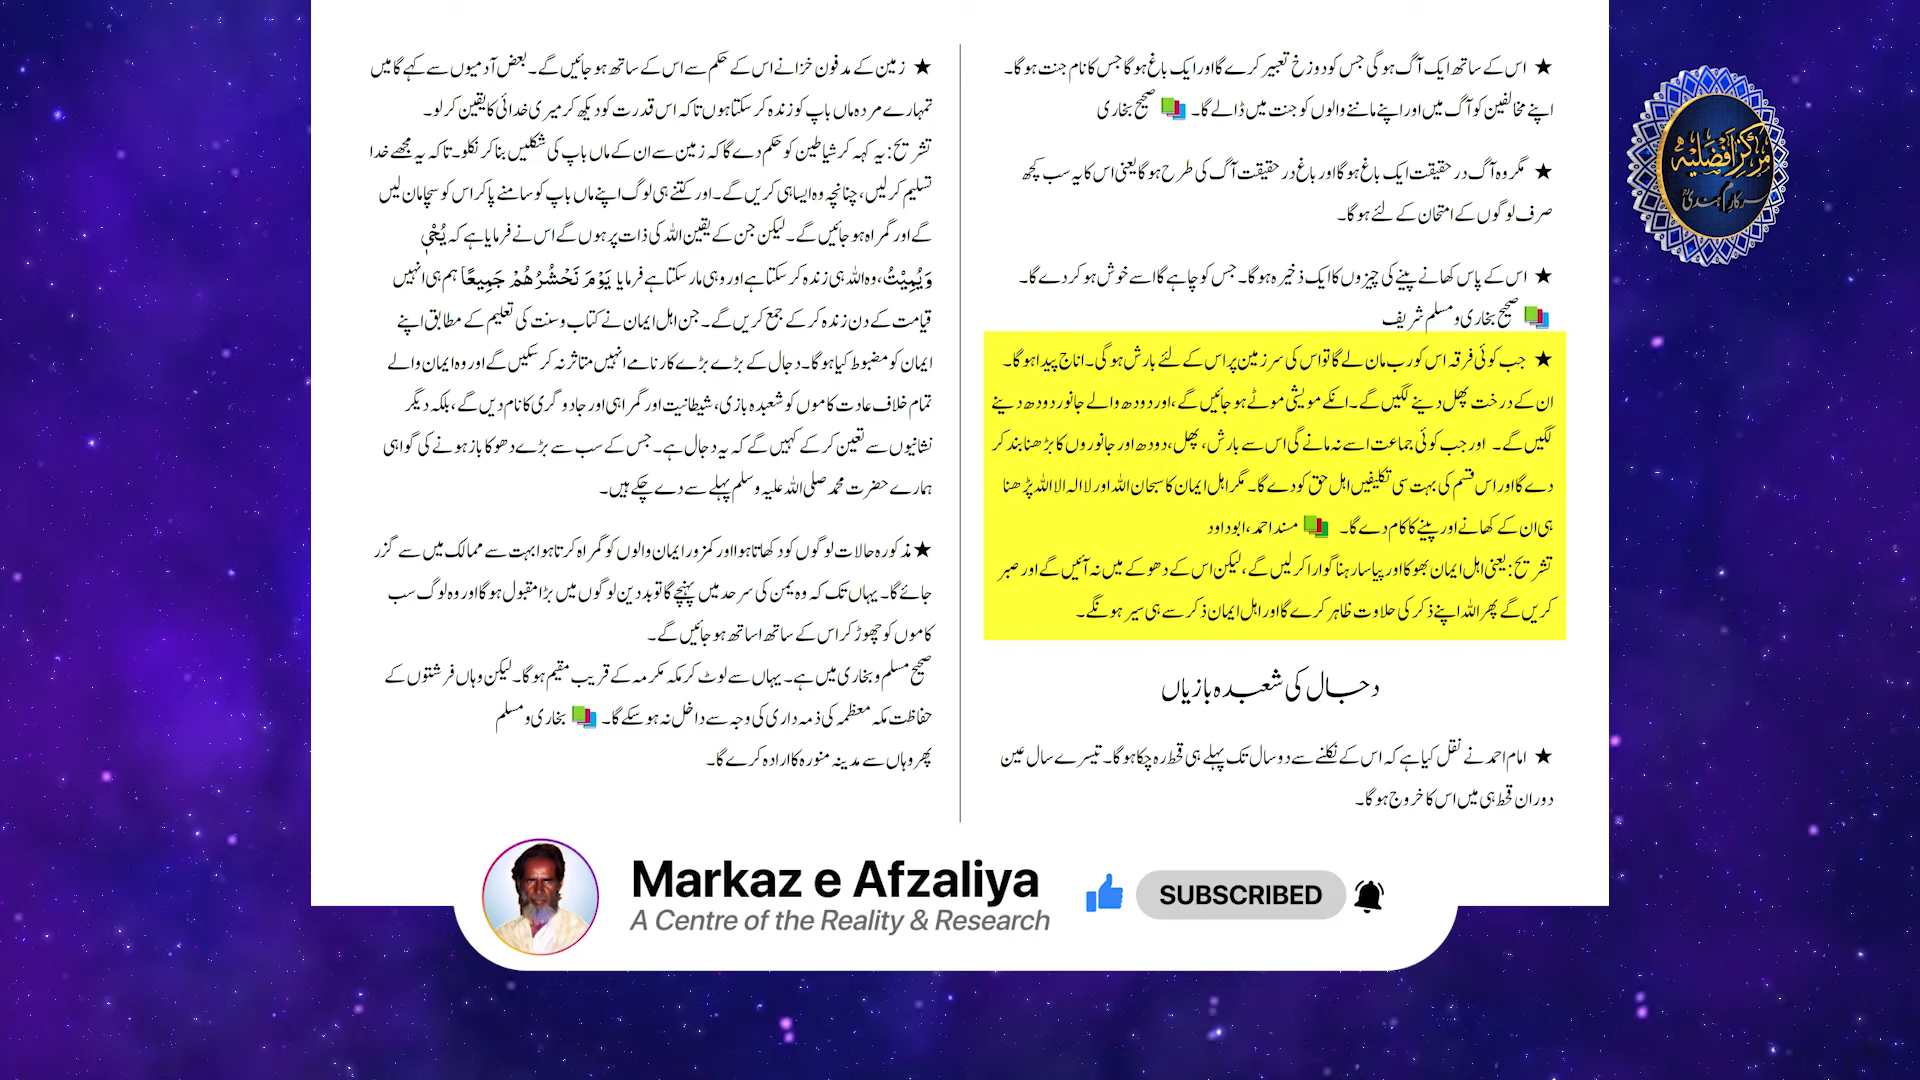 ★ اس کے ساتھ ایک آگ ہوگی جس کو دوزخ تعبیر کرے گا اور ایک باغ ہوگا جس کا نام جنت ہوگا۔
اپنے مخالفین کو آگ میں اور اپنے ماننے والوں کو جنت میں ڈالے گا۔ صحیح بخاری
★ مگر وہ آگ در حقیقت ایک باغ ہوگا اور باغ در حقیقت آگ کی طرح ہوگا یعنی اس کا یہ سب کچھ
صرف لوگوں کے امتحان کے لئے ہوگا۔
★ اس کے پاس کھانے پینے کی چیزوں کا ایک ذخیرہ ہوگا۔ جس کو چاہے گا اسے خوش ہو کر دے گا۔
صحیح بخاری و مسلم شریف
★ جب کوئی فرقہ اس کو رب مان لے گا تو اس کی سر زمین پر اس کے لئے بارش ہوگی۔ اناج پیدا ہوگا۔
ان کے درخت پھل دینے لگیں گے۔ انکے مویشی موٹے ہو جائیں گے، اور دودھ والے جانور دودھ دینے
لگیں گے۔ اور جب کوئی جماعت اسے نہ مانے گی اس سے بارش، پھل، دودھ اور جانوروں کا بڑھنا بند کر
دے گا اور اس قسم کی بہت سی تکلیفیں اہل حق کو دے گا۔ مگر اہل ایمان کا سبحان اللہ اور لا الہ الا اللہ پڑھنا
ہی ان کے کھانے اور پینے کا کام دے گا۔ مسند احمد، ابوداود
تشریح: یعنی اہل ایمان بھوکا اور پیاسا رہنا گوارا کر لیں گے، لیکن اس کے دھوکے میں نہ آئیں گے اور صبر
کریں گے پھر اللہ اپنے ذکر کی حلاوت ظاہر کرے گا اور اہل ایمان ذکر سے ہی سیر ہونگے۔
دجال کی شعبدہ بازیاں
★ امام احمد نے نقل کیا ہے کہ اس کے نکلنے سے دو سال تک پہلے ہی قحط رہ چکا ہوگا۔ تیسرے سال عین
دوران قحط ہی میں اس کا خروج ہوگا۔
★ زمین کے مدفون خزانے اس کے حکم سے اس کے ساتھ ہو جائیں گے۔ بعض آدمیوں سے کہے گا میں
تمہارے مردہ ماں باپ کو زندہ کر سکتا ہوں تاکہ اس قدرت کو دیکھ کر میری خدائی کا یقین کر لو۔
تشریح: یہ کہہ کر شیاطین کو حکم دے گا کہ زمین سے ان کے ماں باپ کی شکلیں بنا کر نکلو۔ تاکہ یہ مجھے خدا
تسلیم کر لیں، چنانچہ وہ ایسا ہی کریں گے۔ اور کتنے ہی لوگ اپنے ماں باپ کو سامنے پا کر اس کو سچا مان لیں
گے اور گمراہ ہو جائیں گے۔ لیکن جن کے یقین اللہ کی ذات پر ہوں گے اس نے فرمایا ہے کہ يُحْيٖ
وَيُمِيْتُ، وہ اللہ ہی زندہ کر سکتا ہے اور وہی مار سکتا ہے فرمایا يَوْمَ نَحْشُرُهُمْ جَمِيعًا ہم ہی انہیں
قیامت کے دن زندہ کر کے جمع کریں گے۔ جن اہل ایمان نے کتاب و سنت کی تعلیم کے مطابق اپنے
ایمان کو مضبوط کیا ہوگا۔ دجال کے بڑے بڑے کارنامے انہیں متاثر نہ کر سکیں گے اور وہ ایمان والے
تمام خلاف عادت کاموں کو شعبدہ بازی، شیطانیت اور گمراہی اور جادو گری کا نام دیں گے، بلکہ دیگر
نشانیوں سے تعین کر کے کہیں گے کہ یہ دجال ہے۔ جس کے سب سے بڑے دھوکا باز ہونے کی گواہی
ہمارے حضرت محمد صلی اللہ علیہ وسلم پہلے سے دے چکے ہیں۔
★ مذکورہ حالات لوگوں کو دکھاتا ہوا اور کمزور ایمان والوں کو گمراہ کرتا ہوا بہت سے ممالک میں سے گزر
جائے گا۔ یہاں تک کہ وہ یمن کی سرحد میں پہنچے گا تو بد دین لوگوں میں بڑا مقبول ہوگا اور وہ لوگ سب
کاموں کو چھوڑ کر اس کے ساتھ اساتھ ہو جائیں گے۔
صحیح مسلم و بخاری میں ہے۔ یہاں سے لوٹ کر مکہ مکرمہ کے قریب مقیم ہوگا۔ لیکن وہاں فرشتوں کے
حفاظت مکہ معظمہ کی ذمہ داری کی وجہ سے داخل نہ ہو سکے گا۔ بخاری و مسلم
پھر وہاں سے مدینہ منورہ کا ارادہ کرے گا۔
مرکز افضلیہ
سرکار ہندی
Markaz e Afzaliya
A Centre of the Reality & Research
SUBSCRIBED